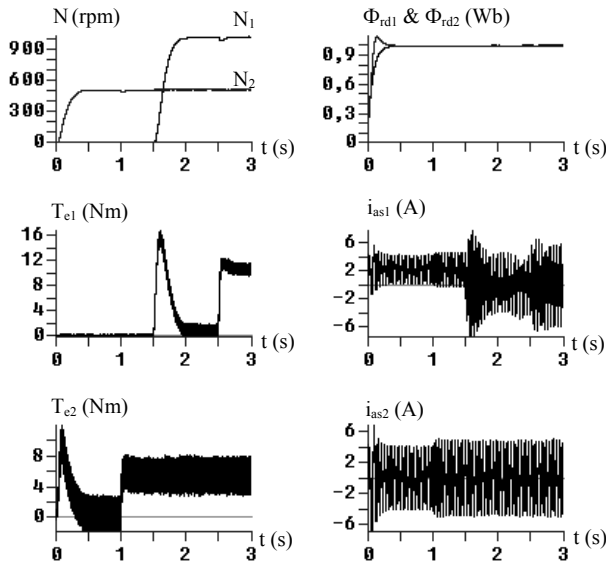 N (rpm)
900
600
300
0
N₁
N₂
0 1 2 3
t (s)
Φrd1 & Φrd2 (Wb)
0,9
0,6
0,3
0
0 1 2 3
t (s)
Te1 (Nm)
16
12
8
4
0
0 1 2 3
t (s)
ias1 (A)
6
2
-2
-6
0 1 2 3
t (s)
Te2 (Nm)
8
4
0
0 1 2 3
t (s)
ias2 (A)
6
2
-2
-6
0 1 2 3
t (s)